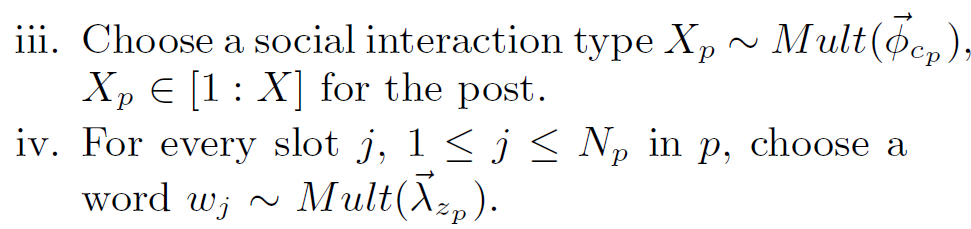 iii. Choose a social interaction type $X_p \sim Mult(\vec{\phi}_{c_p})$,
$X_p \in [1 : X]$ for the post.
iv. For every slot $j$, $1 \leq j \leq N_p$ in $p$, choose a
word $w_j \sim Mult(\vec{\lambda}_{z_p})$.